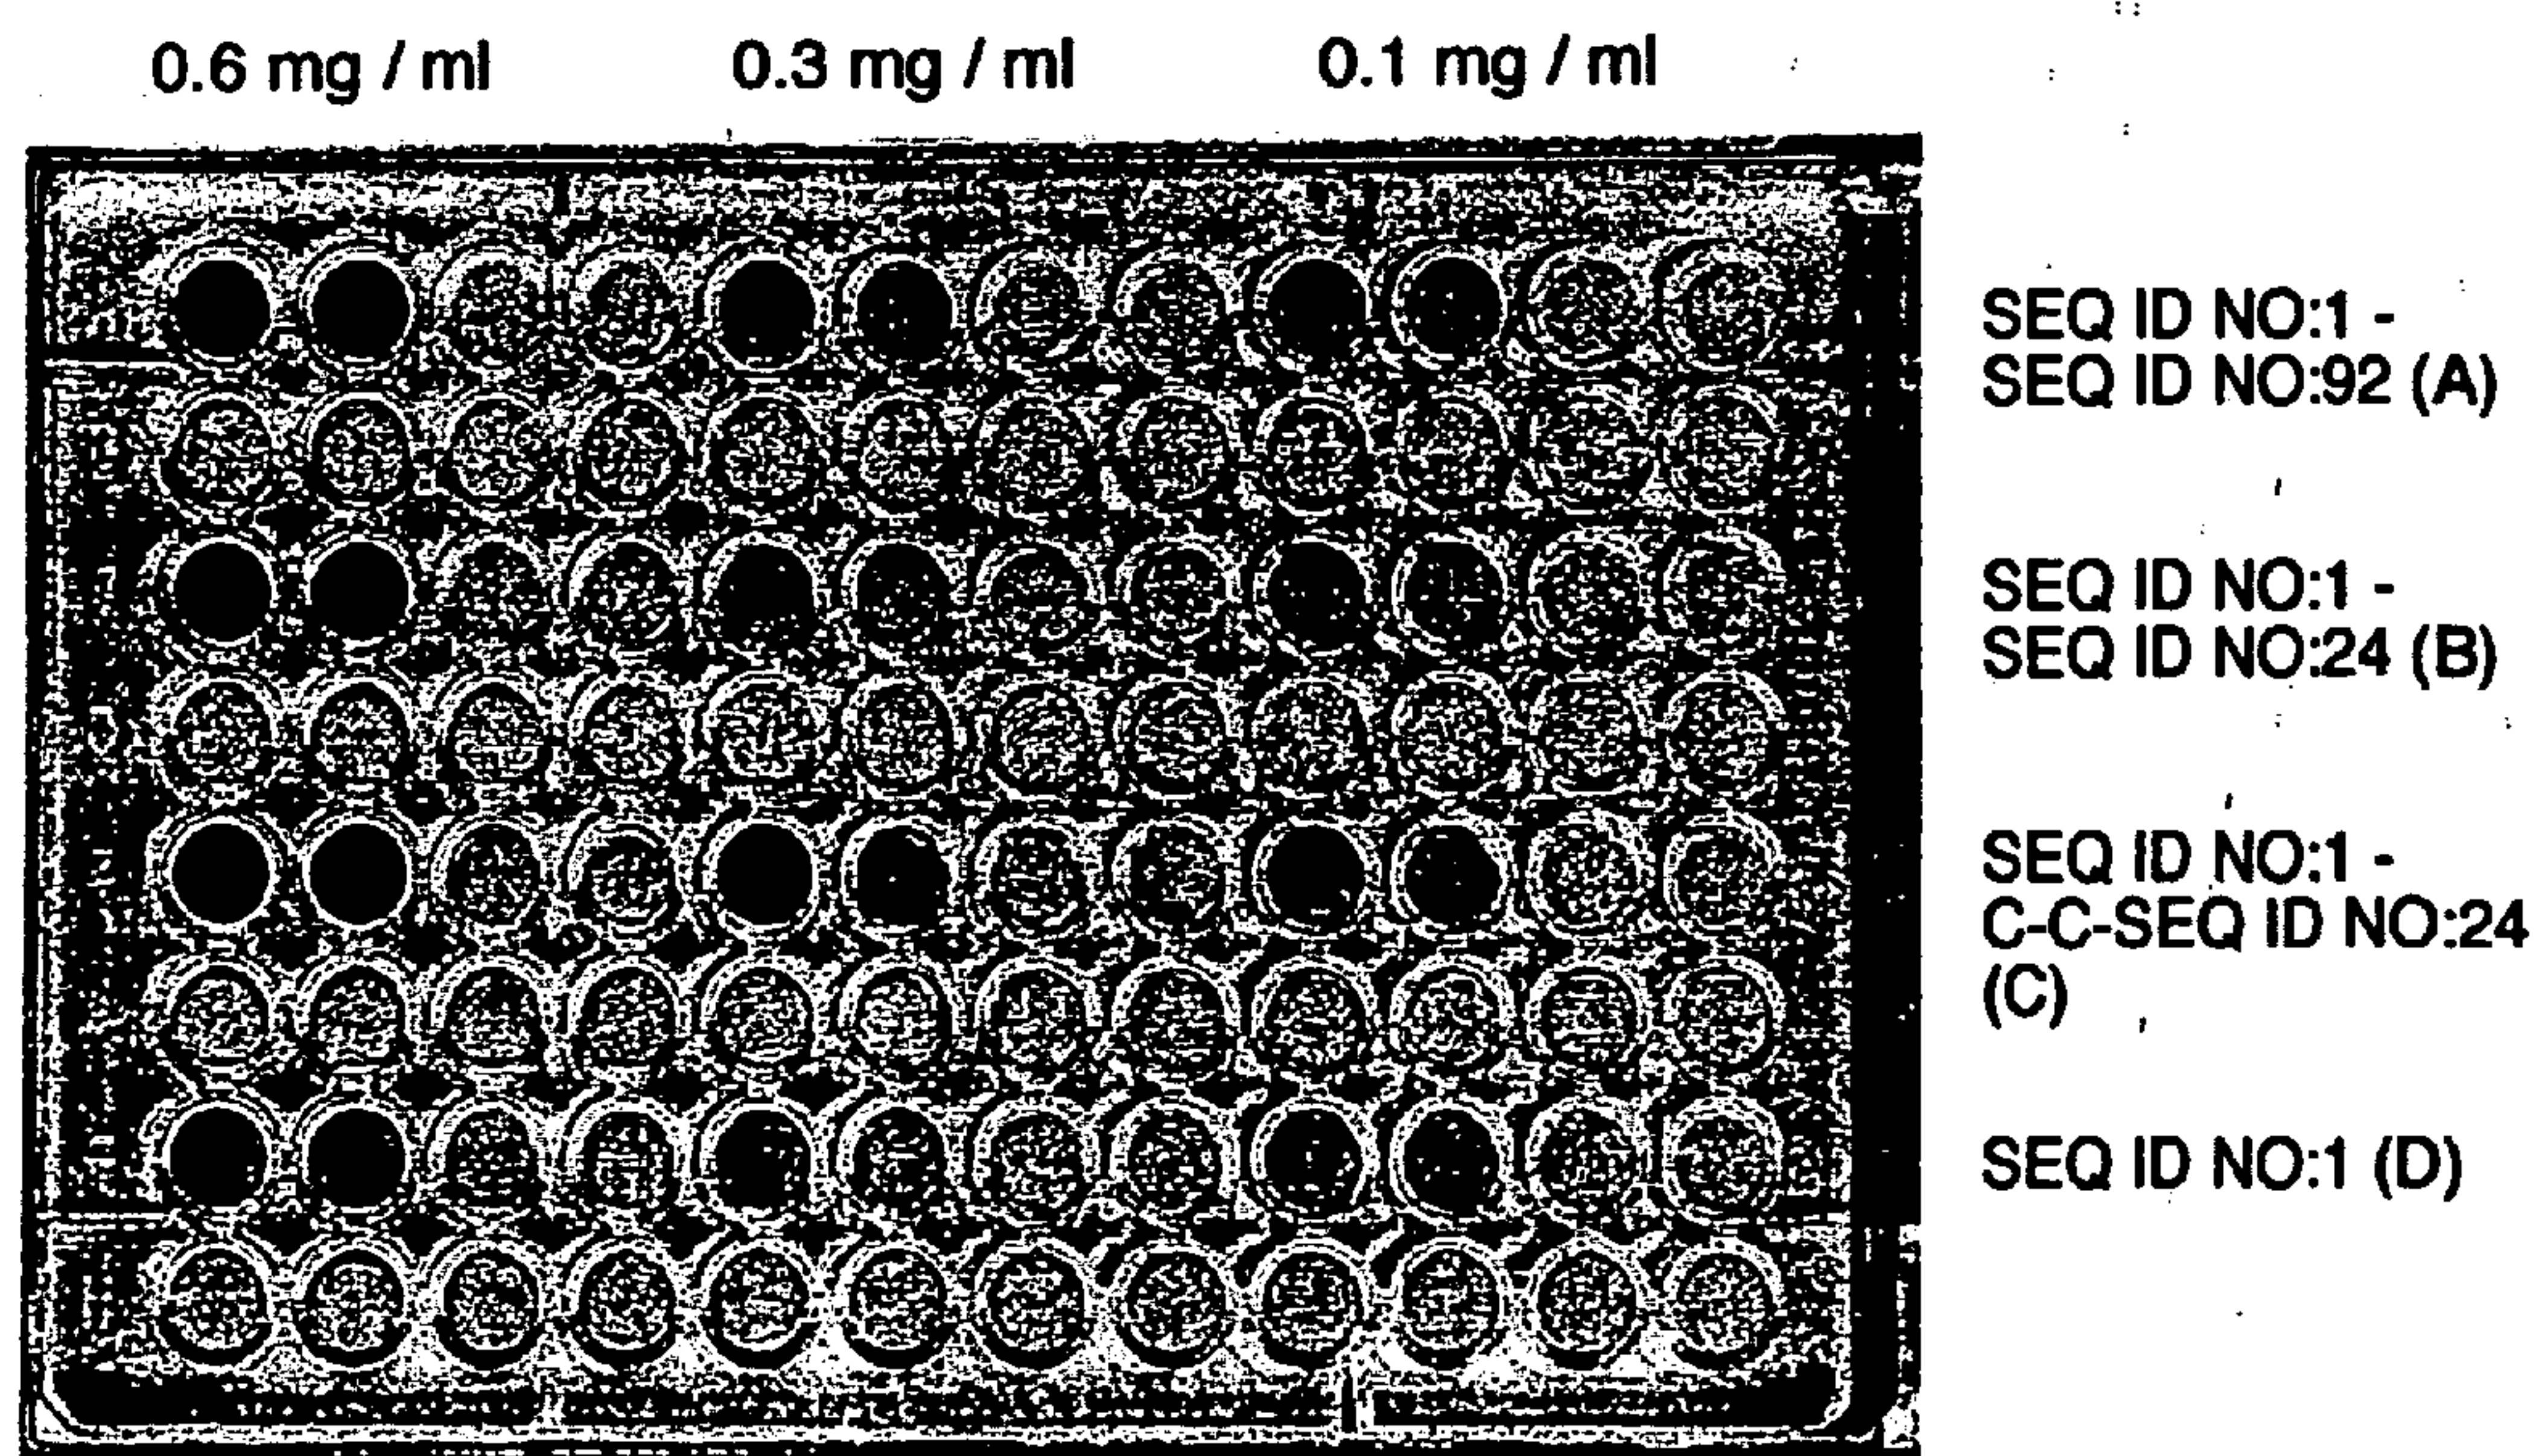 0.6 mg / ml 0.3 mg / ml 0.1 mg / ml
SEQ ID NO:1 -
SEQ ID NO:92 (A)
SEQ ID NO:1 -
SEQ ID NO:24 (B)
SEQ ID NO:1 -
C-C-SEQ ID NO:24
(C)
SEQ ID NO:1 (D)